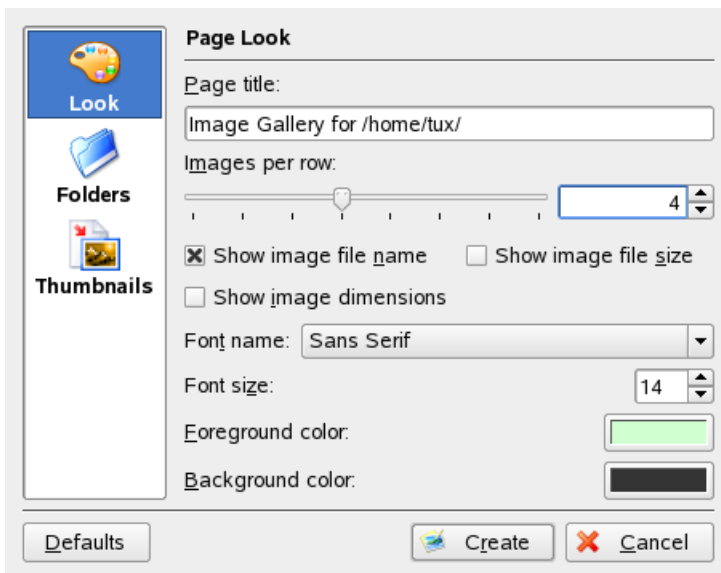 Look
Folders
Thumbnails
Page Look
Page title:
Image Gallery for /home/tux/
Images per row:
4
Show image file name
Show image file size
Show image dimensions
Font name: Sans Serif
Font size: 14
Foreground color:
Background color:
Defaults
Create
Cancel